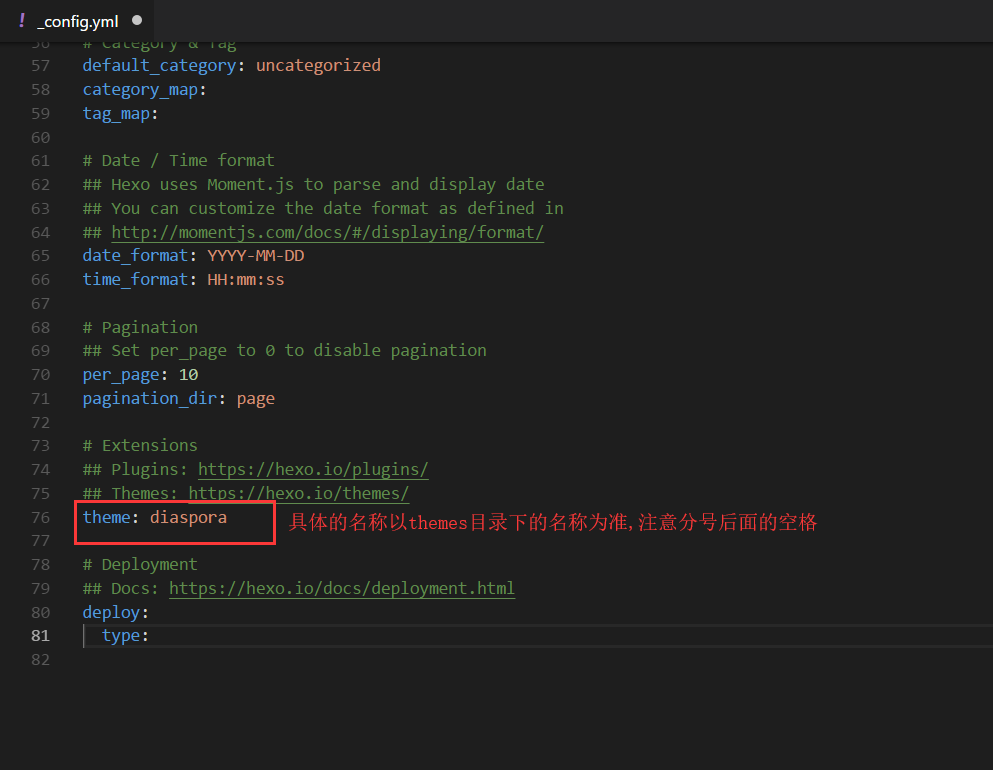 ! _config.yml ●
56 # Category & Tag
57 default_category: uncategorized
58 category_map:
59 tag_map:
60
61 # Date / Time format
62 ## Hexo uses Moment.js to parse and display date
63 ## You can customize the date format as defined in
64 ## http://momentjs.com/docs/#/displaying/format/
65 date_format: YYYY-MM-DD
66 time_format: HH:mm:ss
67
68 # Pagination
69 ## Set per_page to 0 to disable pagination
70 per_page: 10
71 pagination_dir: page
72
73 # Extensions
74 ## Plugins: https://hexo.io/plugins/
75 ## Themes: https://hexo.io/themes/
76 theme: diaspora 具体的名称以themes目录下的名称为准,注意分号后面的空格
77
78 # Deployment
79 ## Docs: https://hexo.io/docs/deployment.html
80 deploy:
81 type:
82